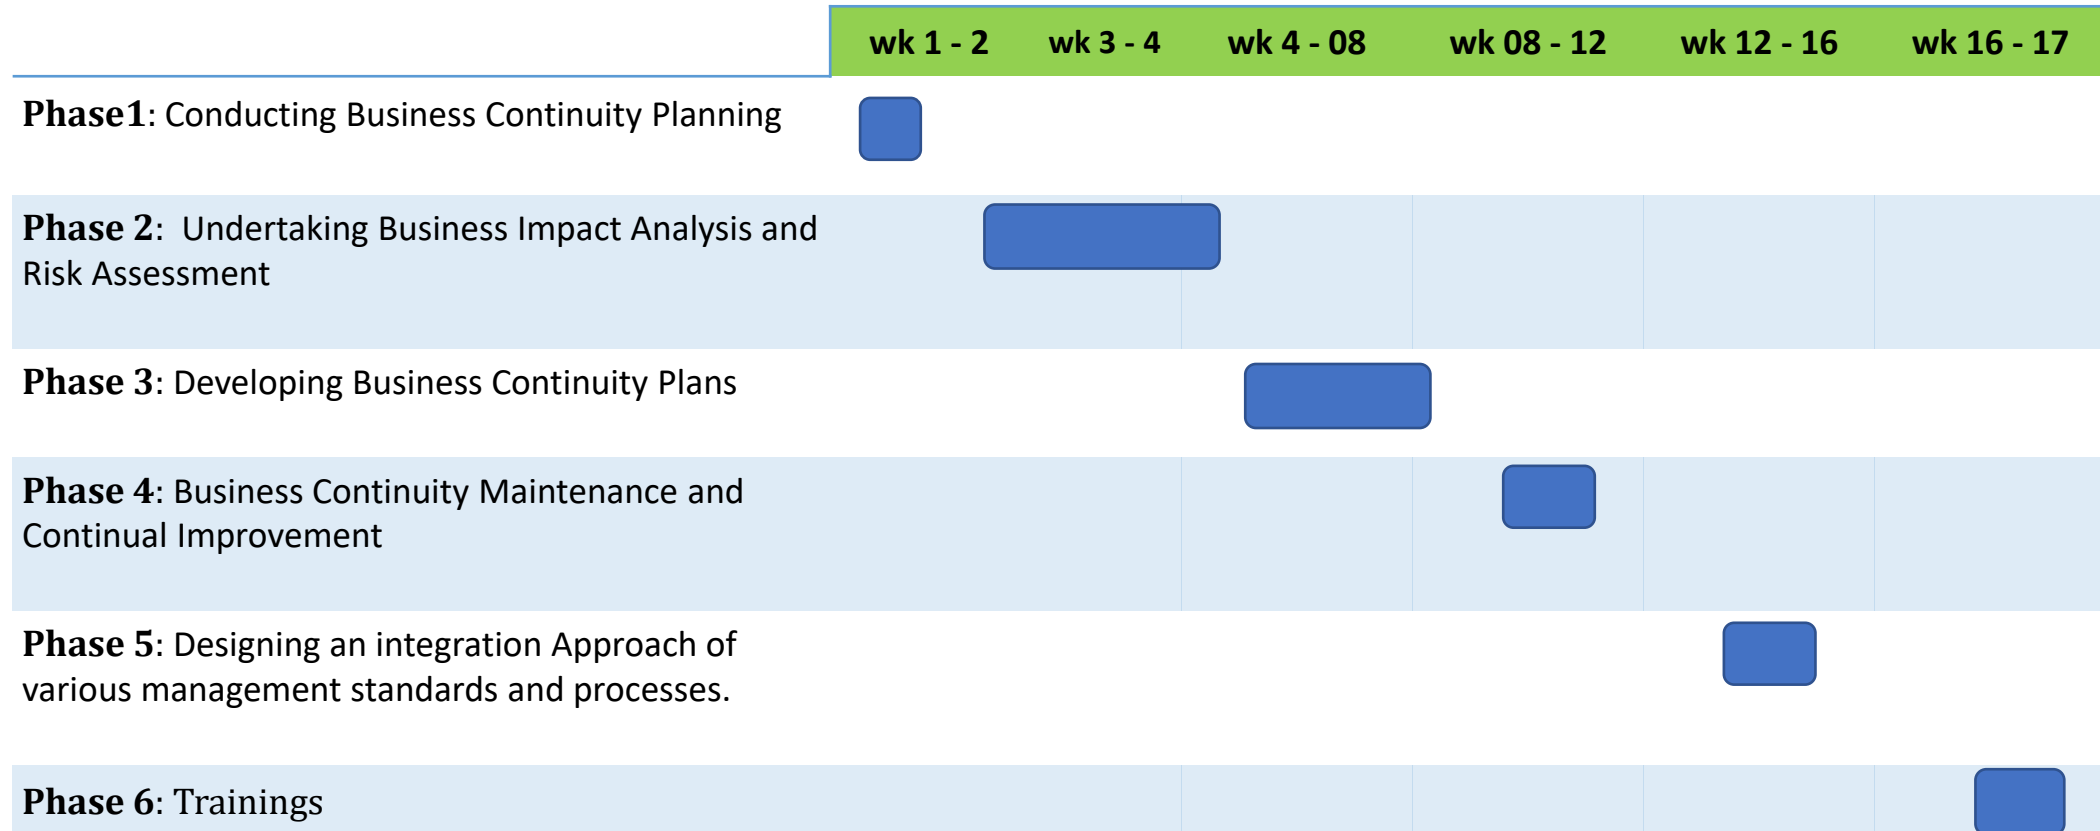 wk 1 - 2 wk 3 - 4 wk 4 - 08 wk 08 - 12 wk 12 - 16 wk 16 - 17
Phase1: Conducting Business Continuity Planning
Phase 2: Undertaking Business Impact Analysis and
Risk Assessment
Phase 3: Developing Business Continuity Plans
Phase 4: Business Continuity Maintenance and
Continual Improvement
Phase 5: Designing an integration Approach of
various management standards and processes.
Phase 6: Trainings